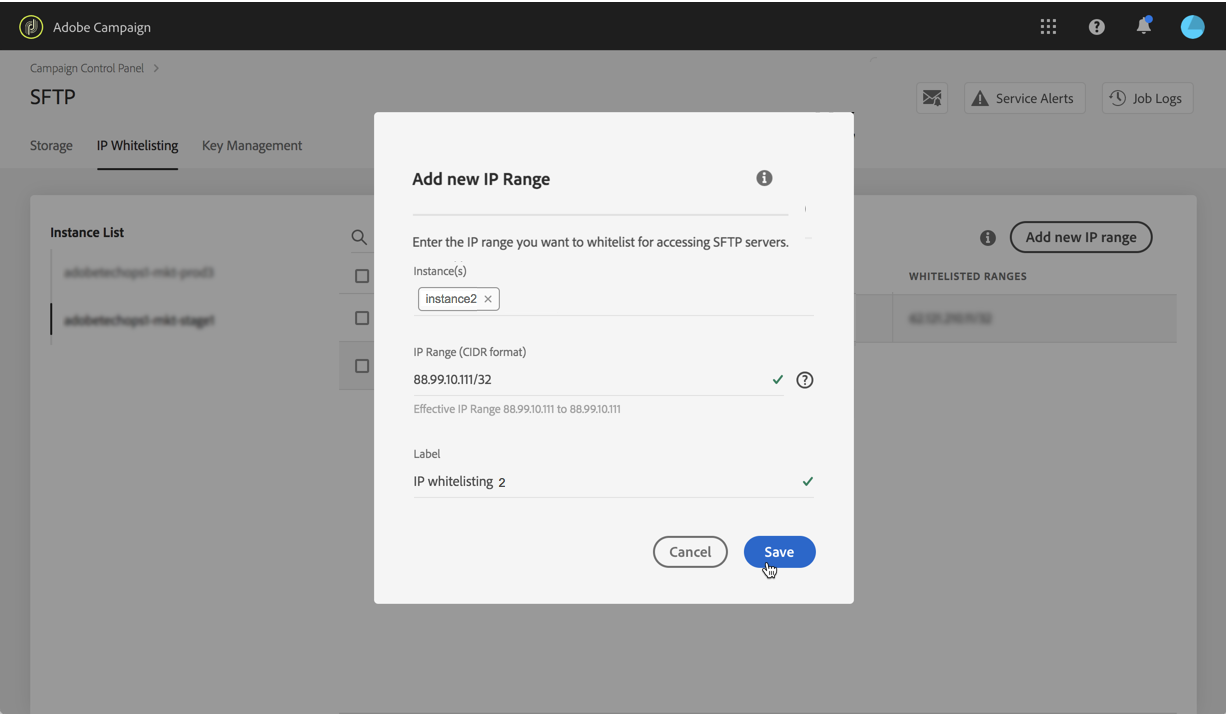 Adobe Campaign
Campaign Control Panel >
SFTP
Service Alerts
Job Logs
Storage
IP Whitelisting
Key Management
Instance List
Add new IP range
WHITELISTED RANGES
Add new IP Range
Enter the IP range you want to whitelist for accessing SFTP servers.
Instance(s)
instance2 ×
IP Range (CIDR format)
88.99.10.111/32
Effective IP Range 88.99.10.111 to 88.99.10.111
Label
IP whitelisting 2
Cancel
Save